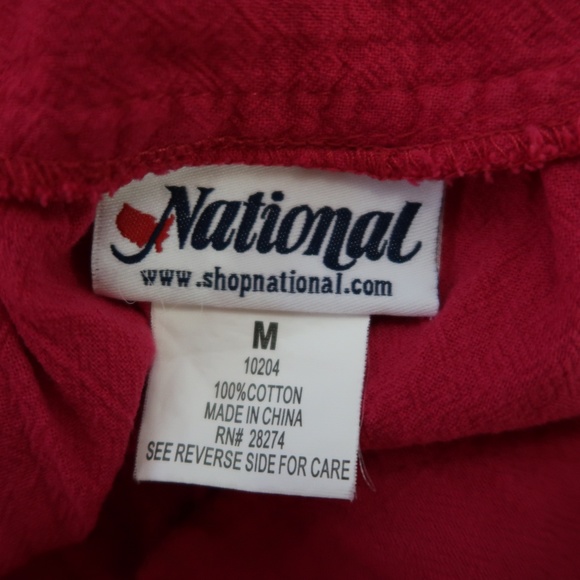 National
www.shopnational.com
M
10204
100%COTTON
MADE IN CHINA
RN# 28274
SEE REVERSE SIDE FOR CARE